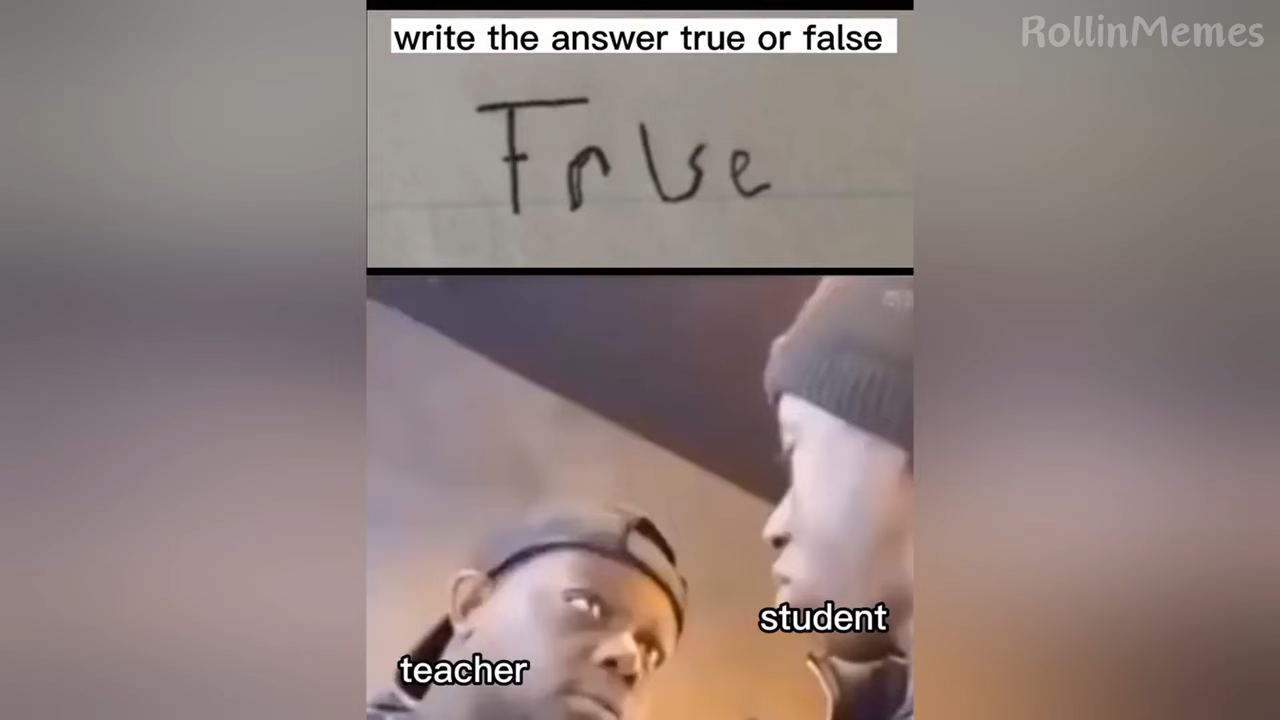 RollinMemes
write the answer true or false
student
teacher